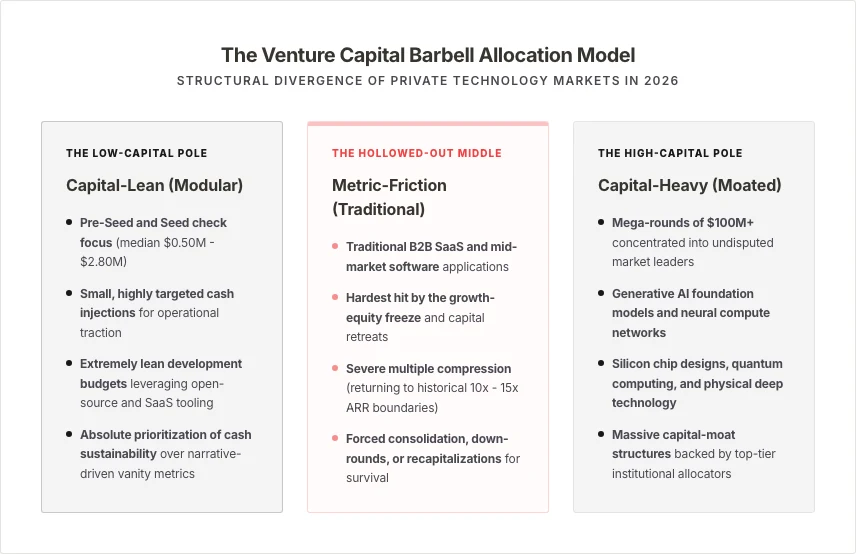 The Venture Capital Barbell Allocation Model
STRUCTURAL DIVERGENCE OF PRIVATE TECHNOLOGY MARKETS IN 2026
THE LOW-CAPITAL POLE
Capital-Lean (Modular)
Pre-Seed and Seed check
focus (median $0.50M -
$2.80M)
Small, highly targeted cash
injections for operational
traction
Extremely lean development
budgets leveraging open-
source and SaaS tooling
Absolute prioritization of cash
sustainability over narrative-
driven vanity metrics
THE HOLLOWED-OUT MIDDLE
Metric-Friction
(Traditional)
Traditional B2B SaaS and mid-
market software applications
Hardest hit by the growth-
equity freeze and capital
retreats
Severe multiple compression
(returning to historical 10x - 15x
ARR boundaries)
Forced consolidation, down-
rounds, or recapitalizations for
survival
THE HIGH-CAPITAL POLE
Capital-Heavy (Moated)
Mega-rounds of $100M+
concentrated into undisputed
market leaders
Generative AI foundation
models and neural compute
networks
Silicon chip designs, quantum
computing, and physical deep
technology
Massive capital-moat
structures backed by top-tier
institutional allocators